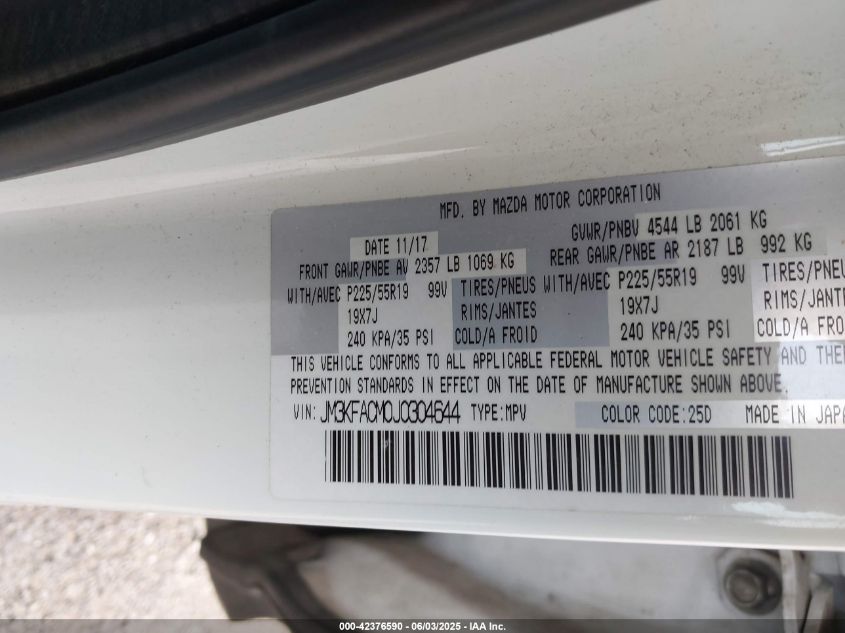 MFD. BY MAZDA MOTOR CORPORATION
DATE 11/17 GVWR/PNBV 4544 LB 2061 KG
FRONT GAWR/PNBE AV 2357 LB 1069 KG REAR GAWR/PNBE AR 2187 LB 992 KG
WITH/AVEC P225/55R19 99V TIRES/PNEUS WITH/AVEC P225/55R19 99V TIRES/PNEU
19X7J RIMS/JANTES 19X7J RIMS/JANTE
240 KPA/35 PSI COLD/A FROID 240 KPA/35 PSI COLD/A FRO
THIS VEHICLE CONFORMS TO ALL APPLICABLE FEDERAL MOTOR VEHICLE SAFETY AND THE
PREVENTION STANDARDS IN EFFECT ON THE DATE OF MANUFACTURE SHOWN ABOVE.
VIN: JM3KFACM0J0304644 TYPE:MPV COLOR CODE:25D MADE IN JAPA
000-42376590 - 06/03/2025 - IAA Inc.